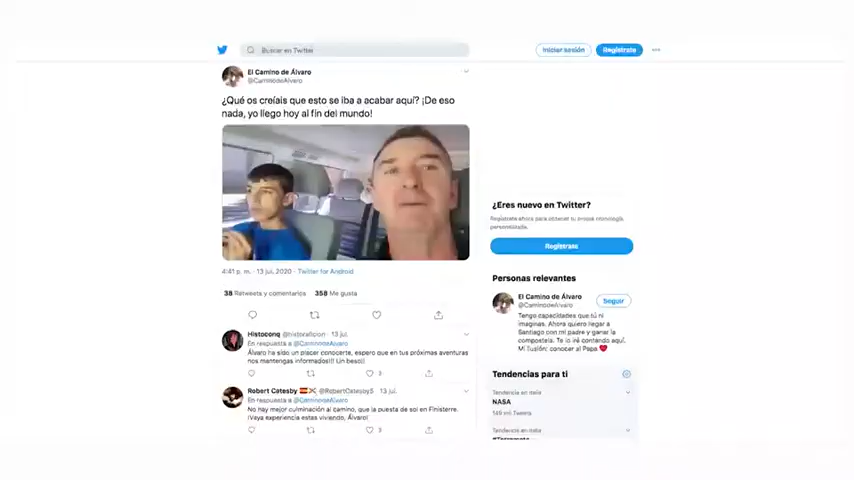 Buscar en Twitter
Iniciar sesión
Regístrate
El Camino de Álvaro
@CaminodeAlvaro
¿Qué os creíais que esto se iba a acabar aquí? ¡De eso
nada, yo llego hoy al fin del mundo!
4:41 p. m. · 13 jul. 2020 · Twitter for Android
38 Retweets y comentarios 358 Me gusta
Histoconq @historaficion · 13 jul.
En respuesta a @CaminodeAlvaro
Álvaro ha sido un placer conocerte, espero que en tus próximas aventuras
nos mantengas informados!!! Un beso!!
3
Robert Catesby @RobertCatesby5 · 13 jul.
En respuesta a @CaminodeAlvaro
No hay mejor culminación al camino, que la puesta de sol en Finisterre.
¡Vaya experiencia estas viviendo, Álvaro!
3
¿Eres nuevo en Twitter?
Regístrate ahora para obtener tu propia cronología
personalizada.
Regístrate
Personas relevantes
El Camino de Álvaro
@CaminodeAlvaro
Seguir
Tengo capacidades que tú ni
imaginas. Ahora quiero llegar a
Santiago con mi padre y ganar la
compostela. Te lo iré contando aquí.
Mi ilusión: conocer al Papa ❤
Tendencias para ti
Tendencia en
NASA
149 mil Tweets
Tendencia en